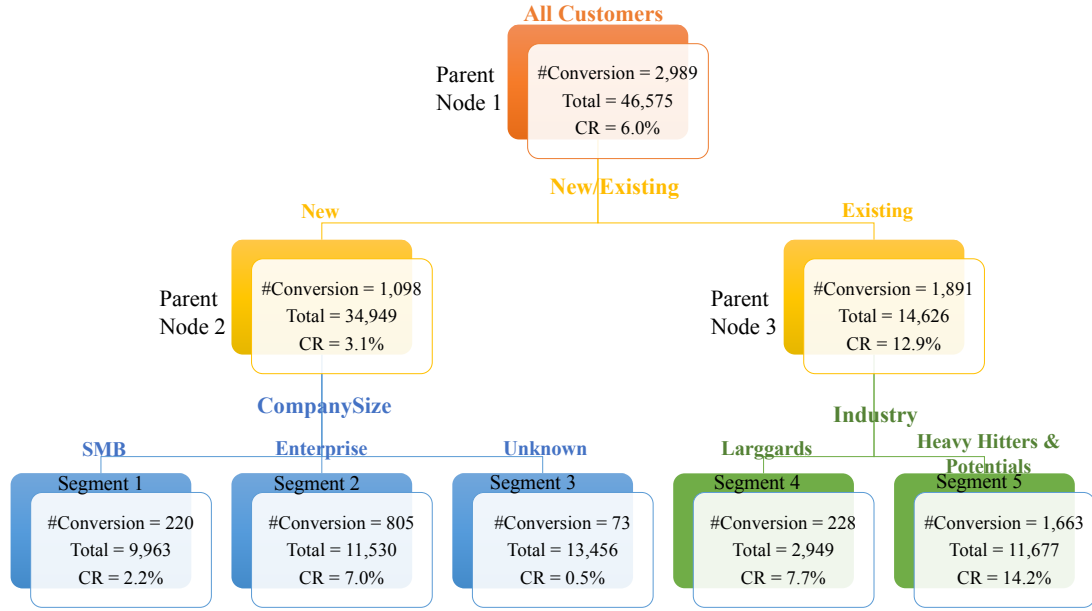 All Customers
Parent
Node 1
#Conversion = 2,989
Total = 46,575
CR = 6.0%
New/Existing
New
Existing
Parent
Node 2
#Conversion = 1,098
Total = 34,949
CR = 3.1%
Parent
Node 3
#Conversion = 1,891
Total = 14,626
CR = 12.9%
CompanySize
Industry
SMB
Enterprise
Unknown
Larggards
Heavy Hitters &
Potentials
Segment 1
#Conversion = 220
Total = 9,963
CR = 2.2%
Segment 2
#Conversion = 805
Total = 11,530
CR = 7.0%
Segment 3
#Conversion = 73
Total = 13,456
CR = 0.5%
Segment 4
#Conversion = 228
Total = 2,949
CR = 7.7%
Segment 5
#Conversion = 1,663
Total = 11,677
CR = 14.2%